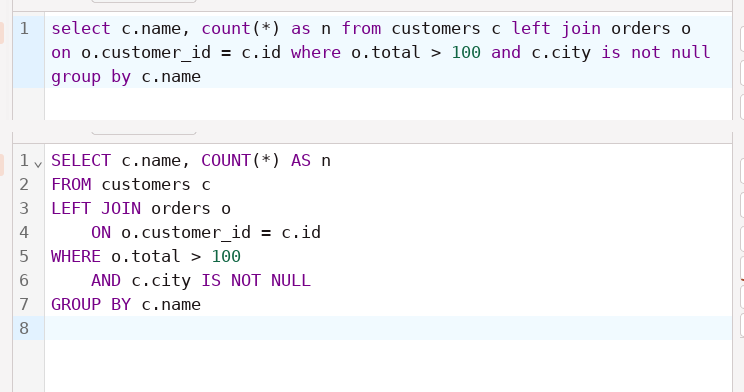 1 select c.name, count(*) as n from customers c left join orders o
on o.customer_id = c.id where o.total > 100 and c.city is not null
group by c.name
1 SELECT c.name, COUNT(*) AS n
2 FROM customers c
3 LEFT JOIN orders o
4     ON o.customer_id = c.id
5 WHERE o.total > 100
6     AND c.city IS NOT NULL
7 GROUP BY c.name
8